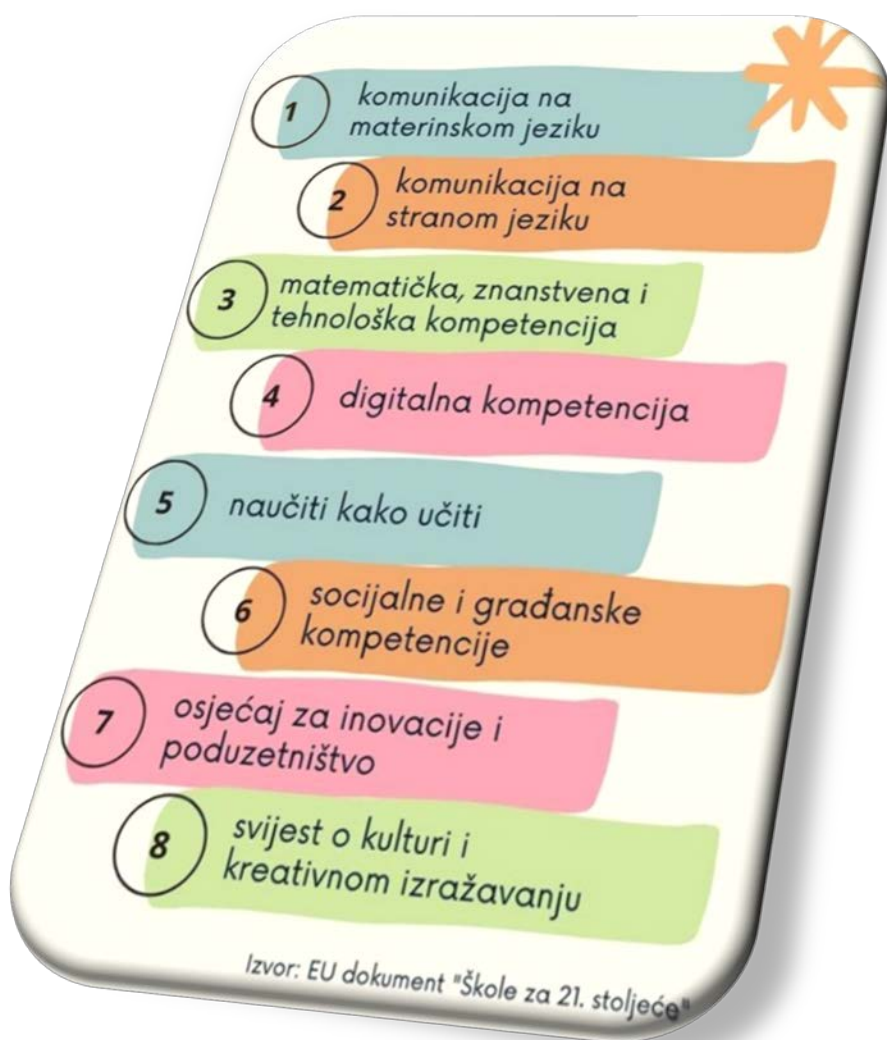 1
komunikacija na
materinskom jeziku
2
komunikacija na
stranom jeziku
3
matematička, znanstvena i
tehnološka kompetencija
4
digitalna kompetencija
5
naučiti kako učiti
6
socijalne i građanske
kompetencije
7
osjećaj za inovacije i
poduzetništvo
8
svijest o kulturi i
kreativnom izražavanju
Izvor: EU dokument "Škole za 21. stoljeće"